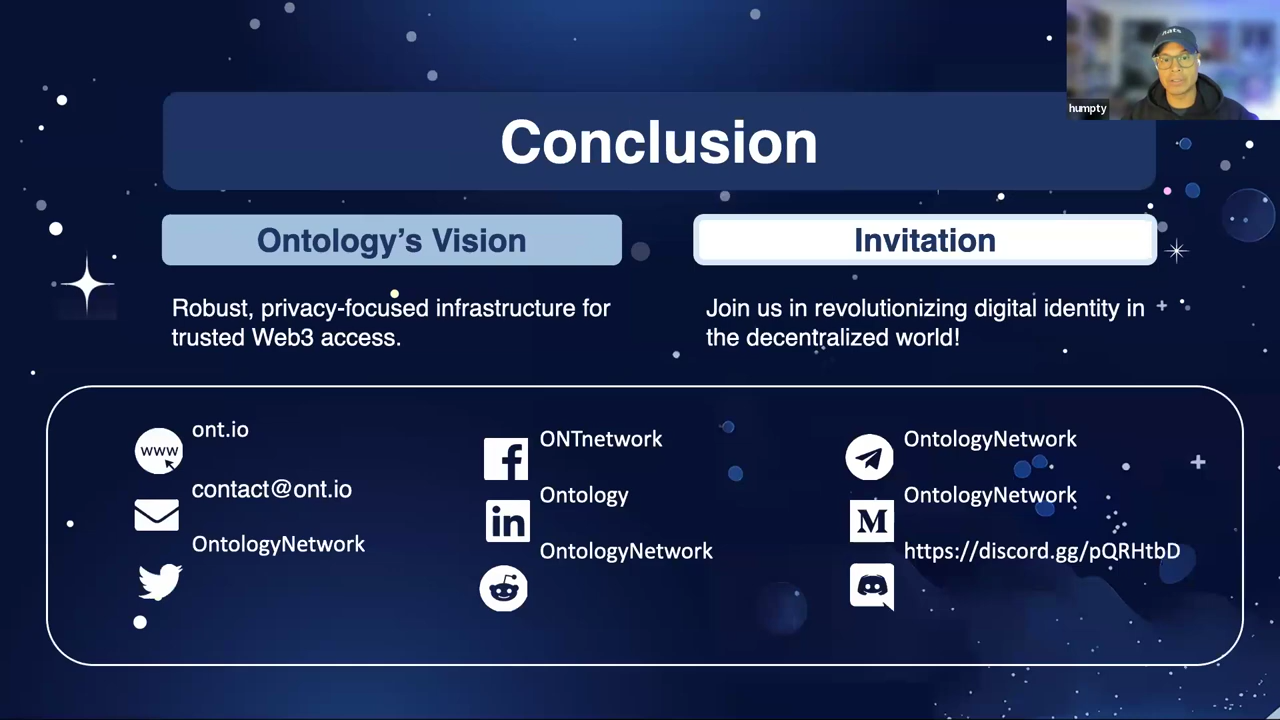 Conclusion
humpty
Ontology’s Vision
Invitation
Robust, privacy-focused infrastructure for
trusted Web3 access.
Join us in revolutionizing digital identity in
the decentralized world!
www
ont.io
contact@ont.io
OntologyNetwork
f
ONTnetwork
in
Ontology
OntologyNetwork
OntologyNetwork
M
OntologyNetwork
https://discord.gg/pQRHtbD